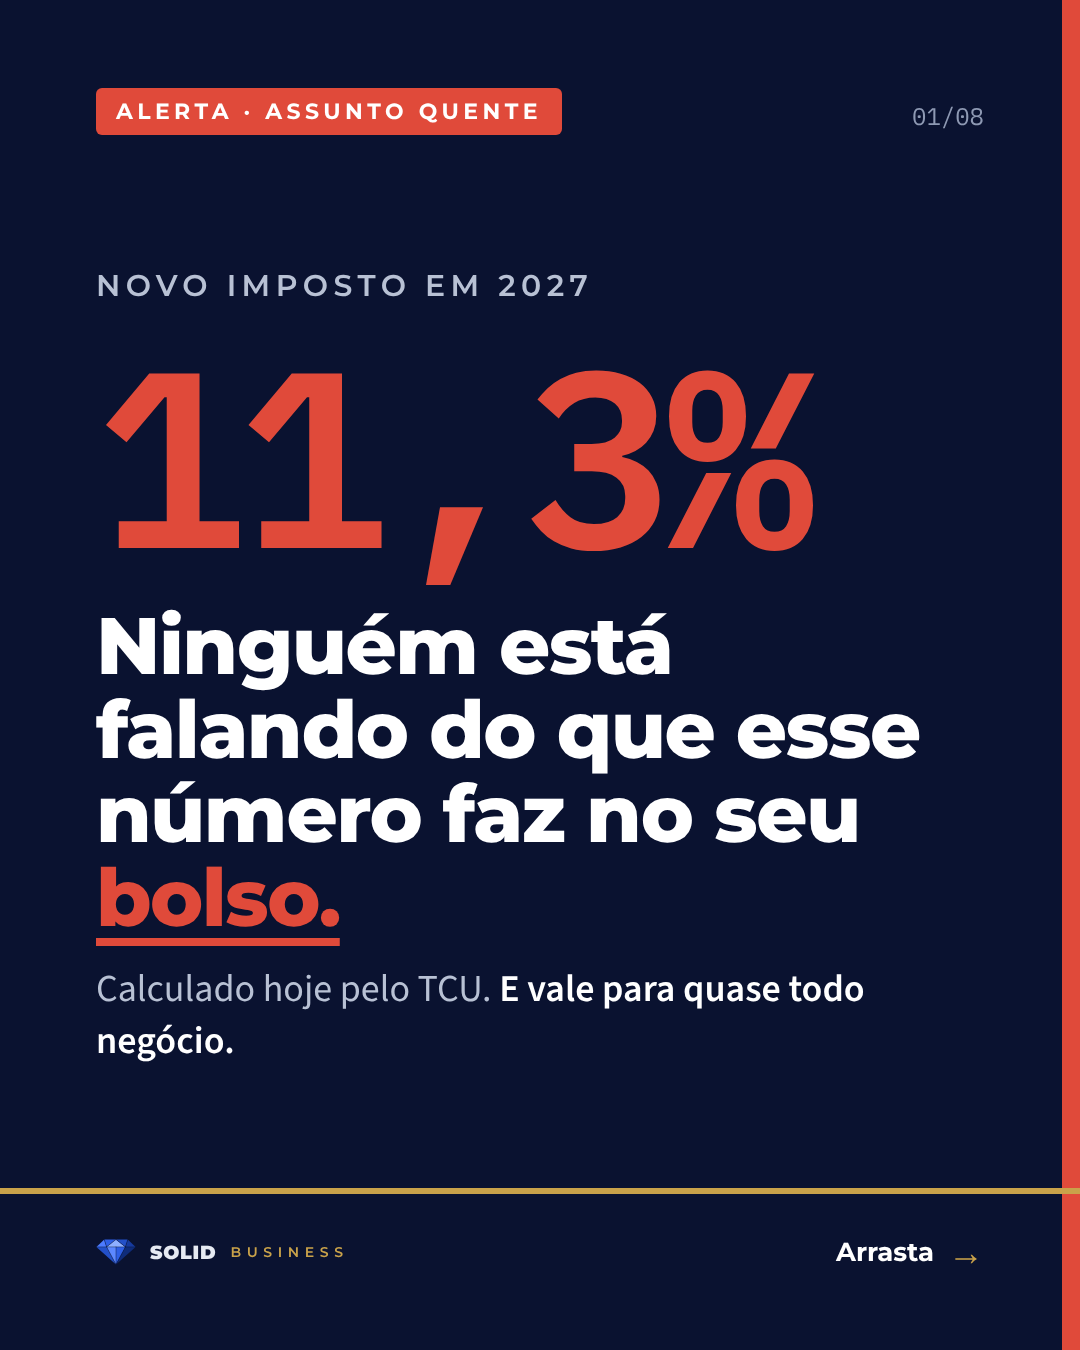 ALERTA · ASSUNTO QUENTE
01/08
NOVO IMPOSTO EM 2027
11,3%
Ninguém está
falando do que esse
número faz no seu
bolso.
Calculado hoje pelo TCU. E vale para quase todo
negócio.
SOLID BUSINESS
Arrasta →